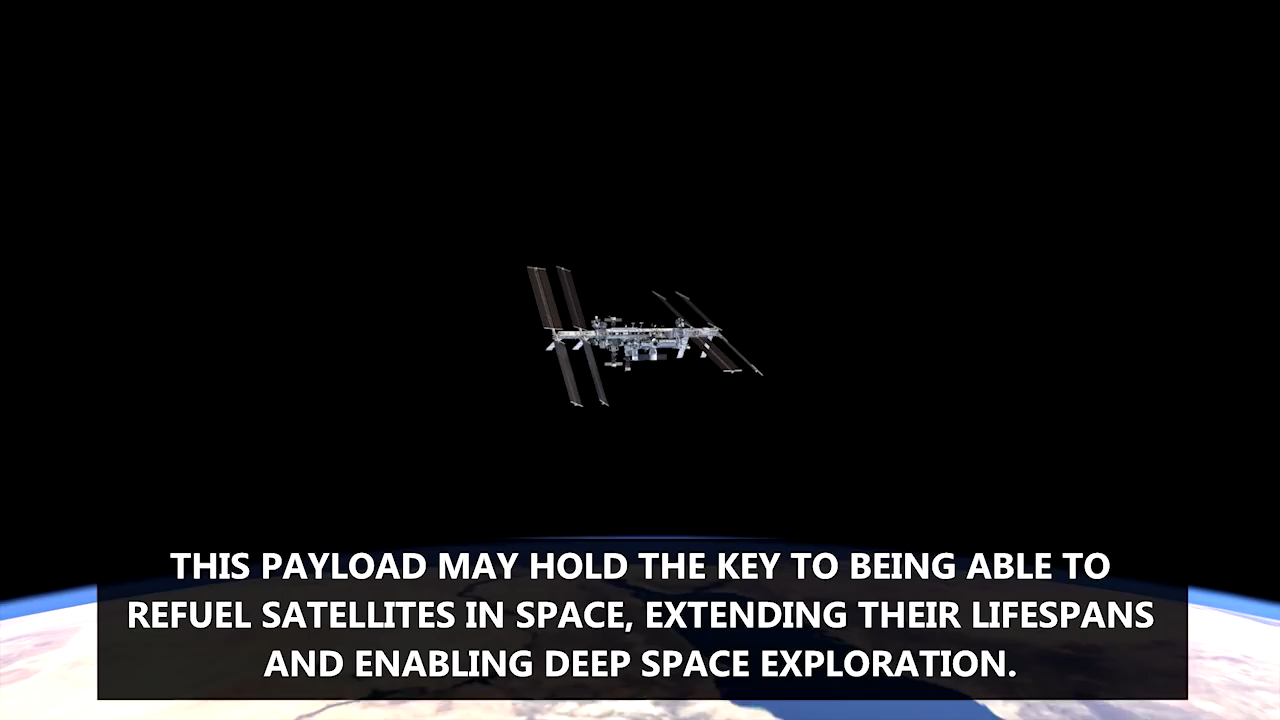 THIS PAYLOAD MAY HOLD THE KEY TO BEING ABLE TO
REFUEL SATELLITES IN SPACE, EXTENDING THEIR LIFESPANS
AND ENABLING DEEP SPACE EXPLORATION.